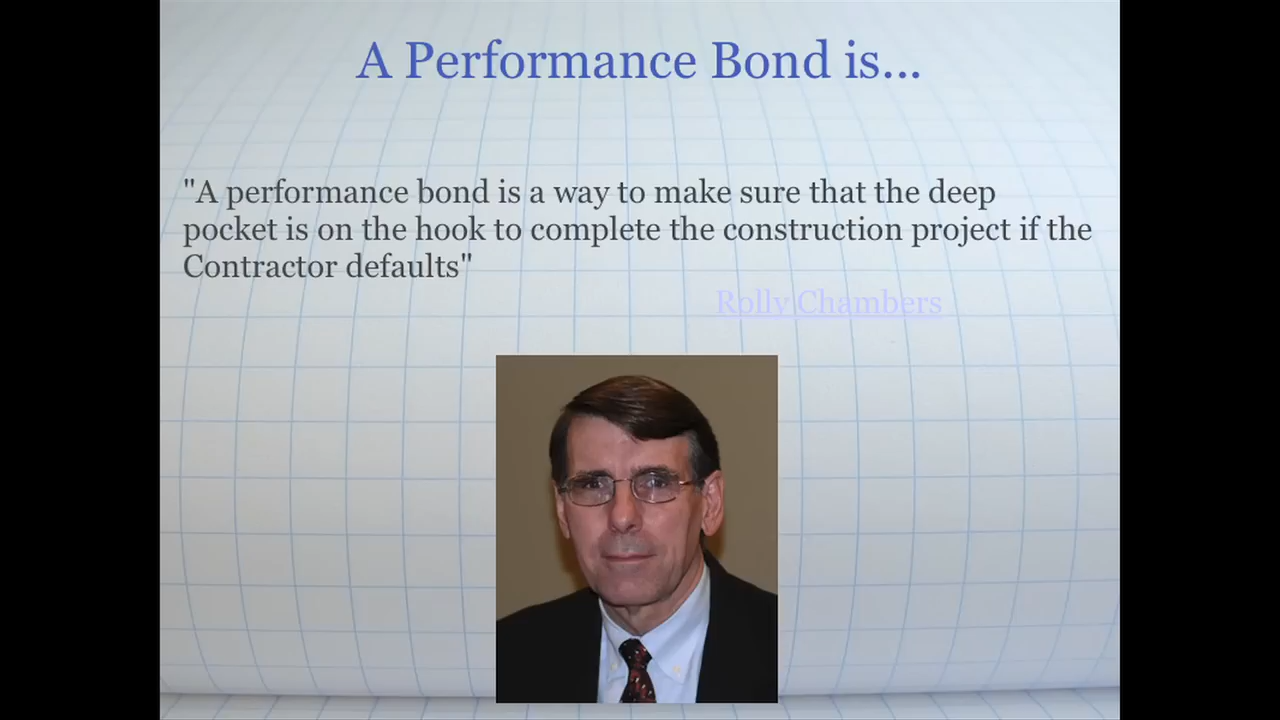 A Performance Bond is...
"A performance bond is a way to make sure that the deep
pocket is on the hook to complete the construction project if the
Contractor defaults"
Rolly Chambers